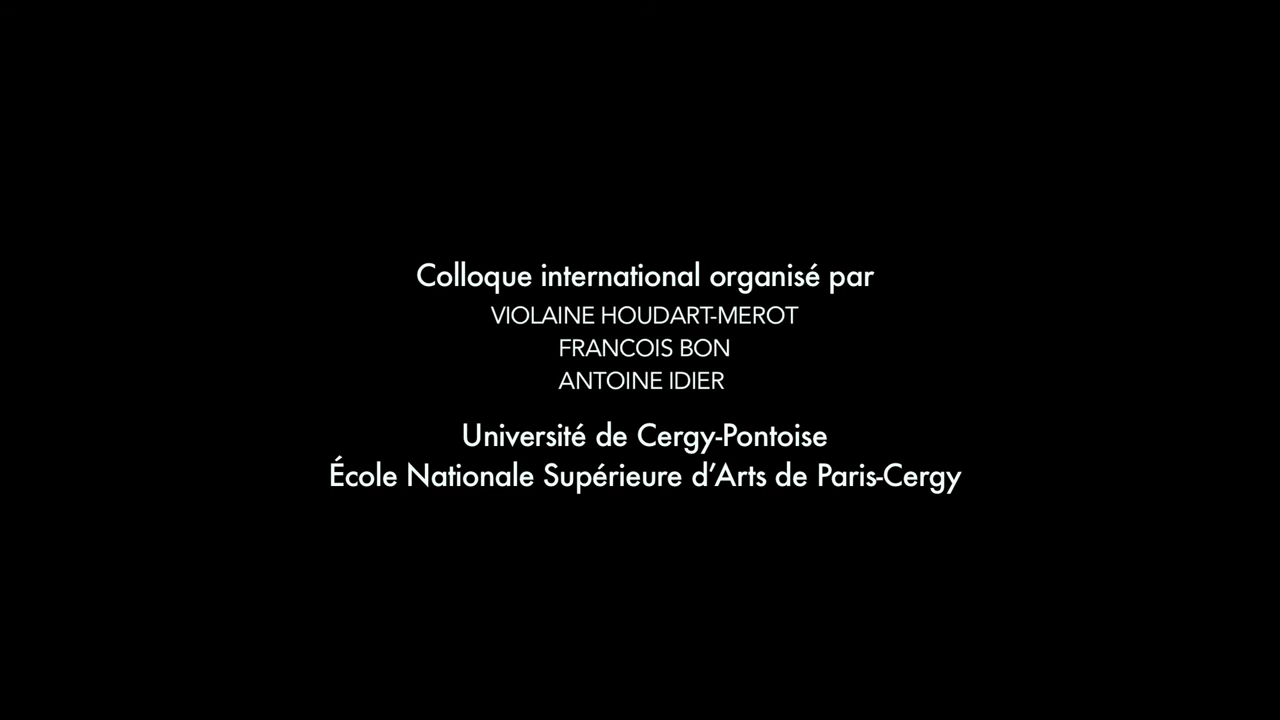 Colloque international organisé par
VIOLAINE HOUDART-MEROT
FRANCOIS BON
ANTOINE IDIER
Université de Cergy-Pontoise
École Nationale Supérieure d’Arts de Paris-Cergy